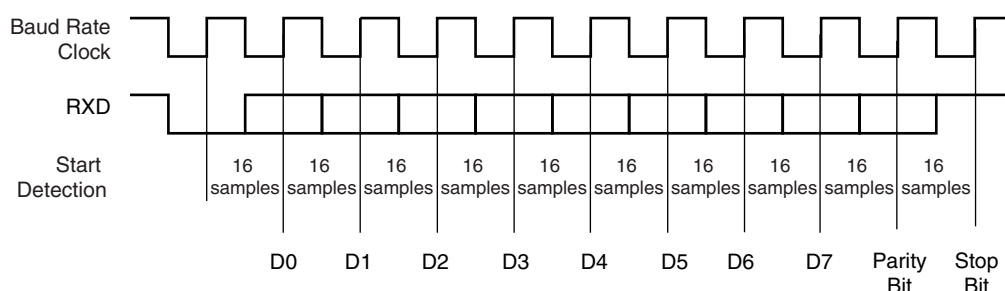 Baud Rate
Clock
RXD
Start
Detection
16 16 16 16 16 16 16 16 16 16
samples samples samples samples samples samples samples samples samples samples
D0 D1 D2 D3 D4 D5 D6 D7 Parity Stop
Bit Bit